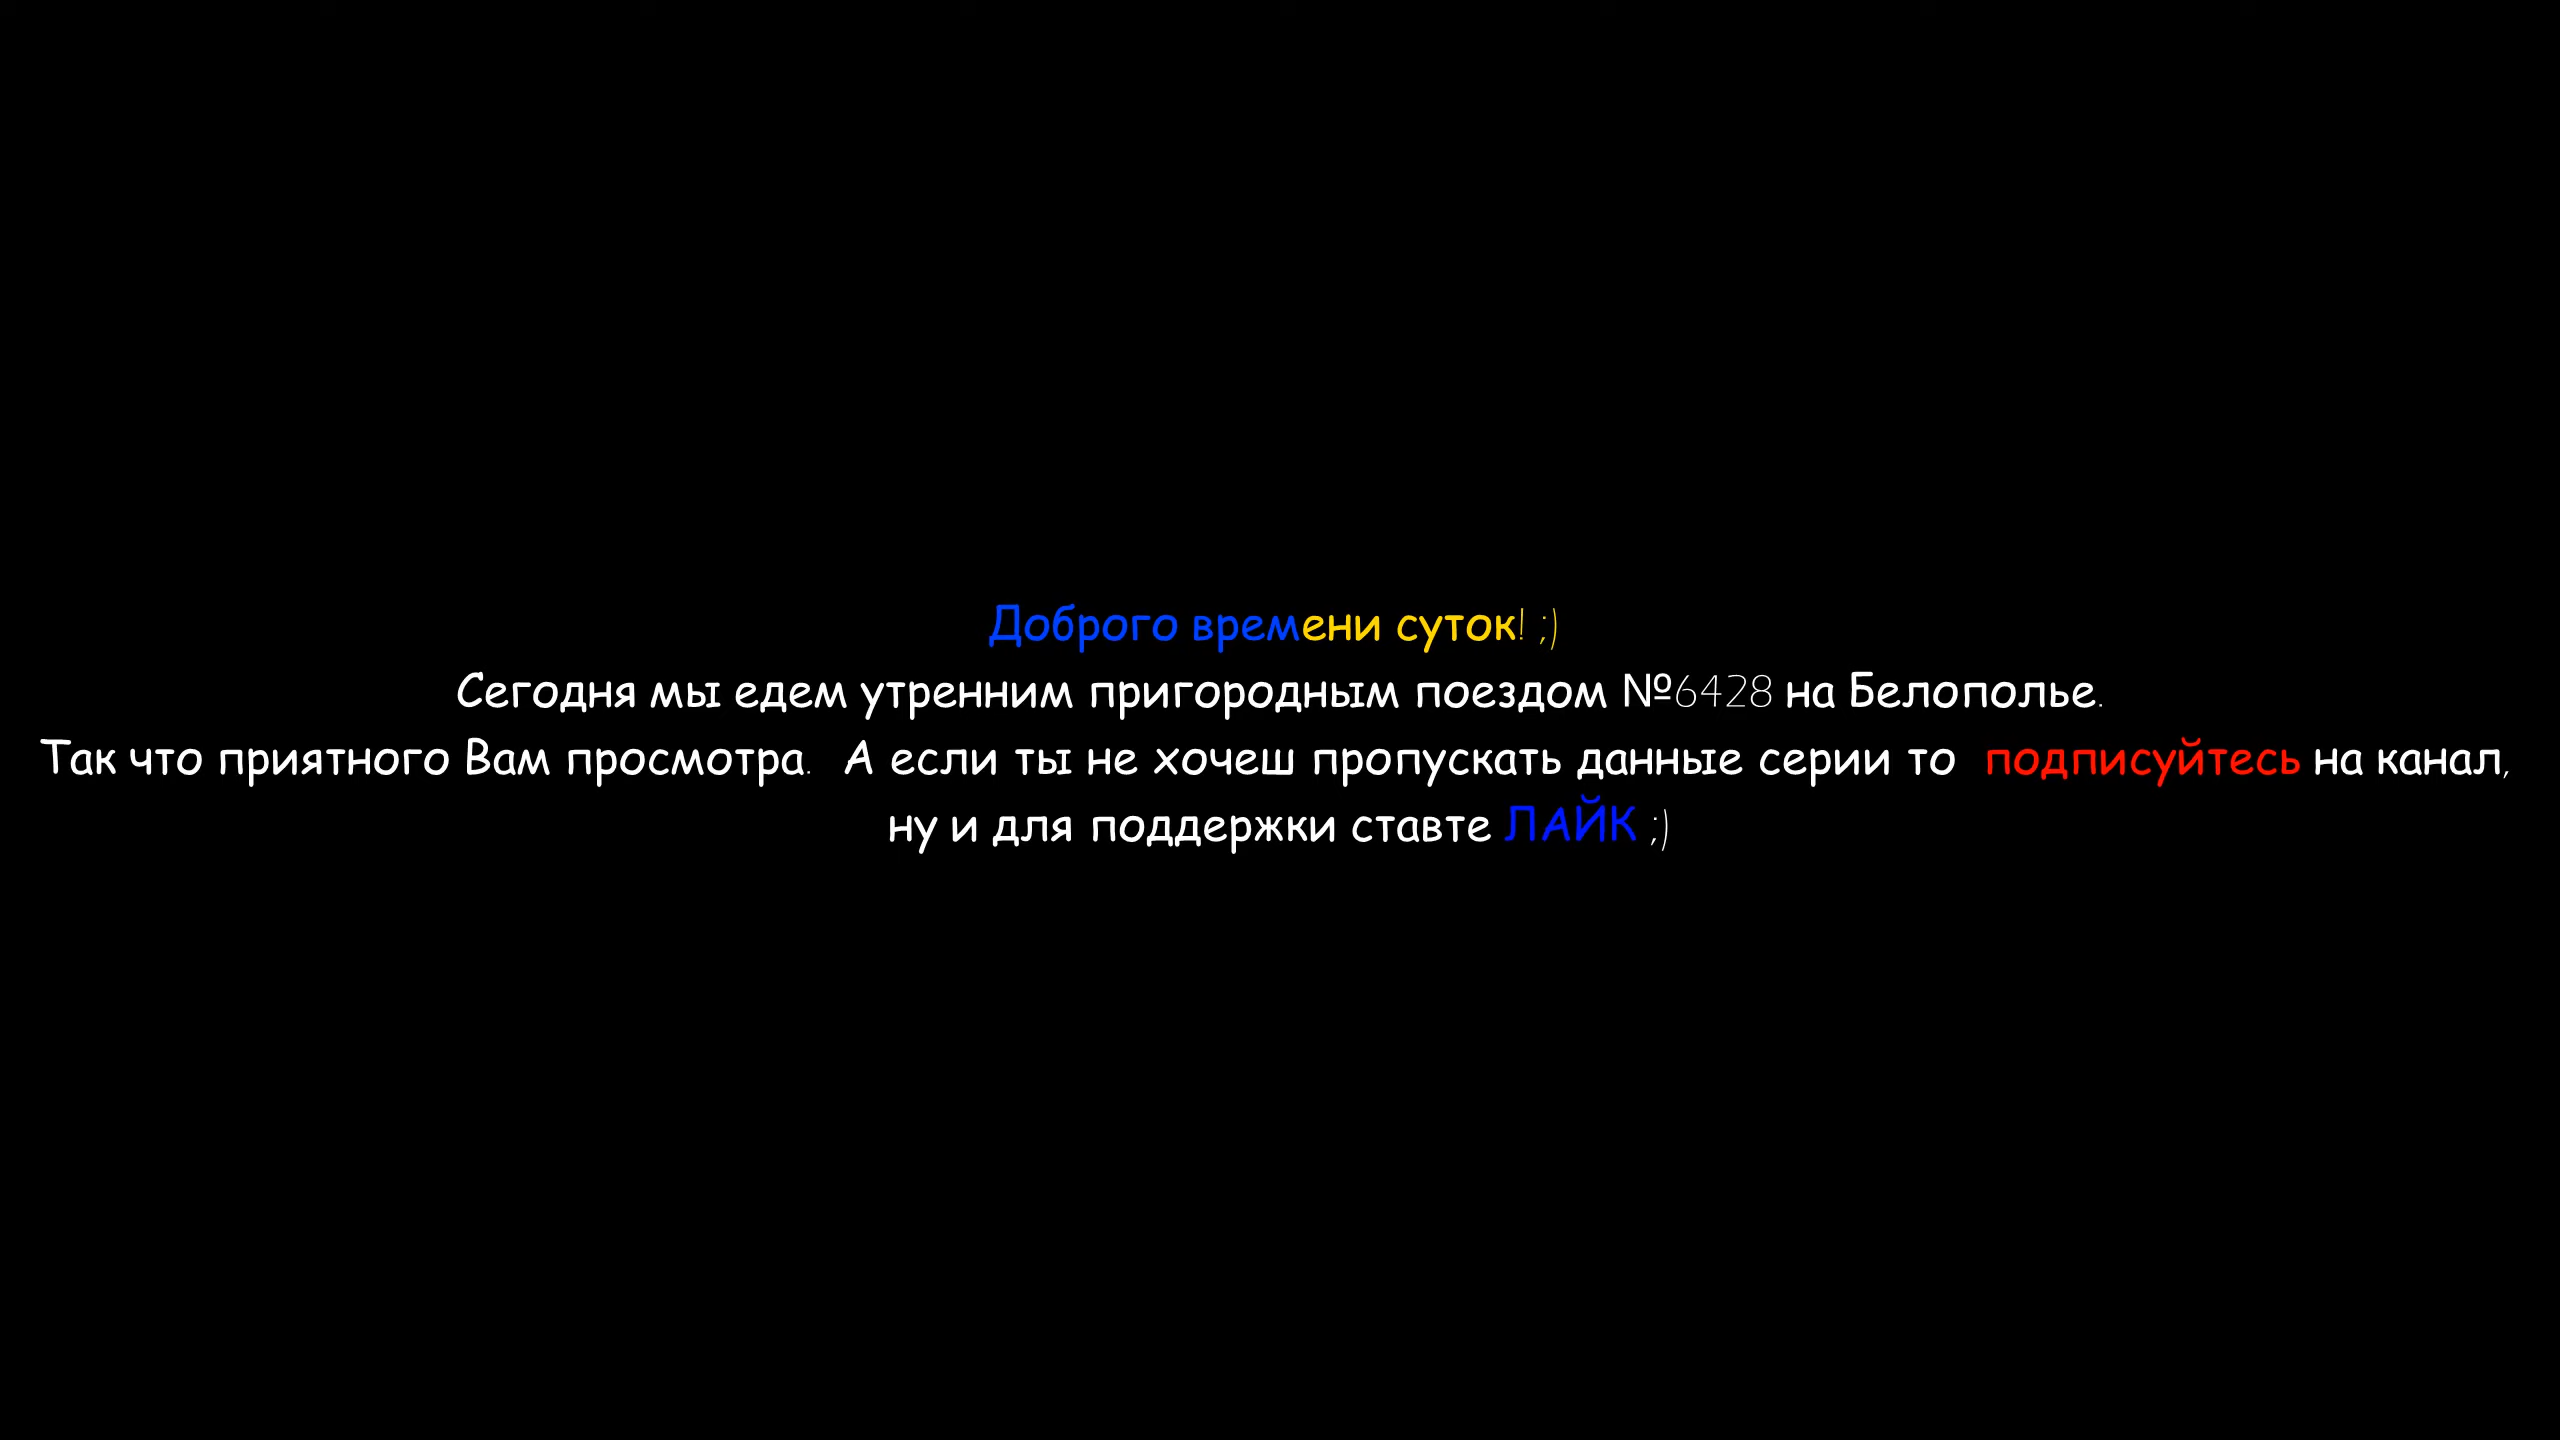 Доброго времени суток! ;)
Сегодня мы едем утренним пригородным поездом №6428 на Белополье.
Так что приятного Вам просмотра.  А если ты не хочеш пропускать данные серии то  подписуйтесь на канал,
ну и для поддержки ставте ЛАЙК ;)